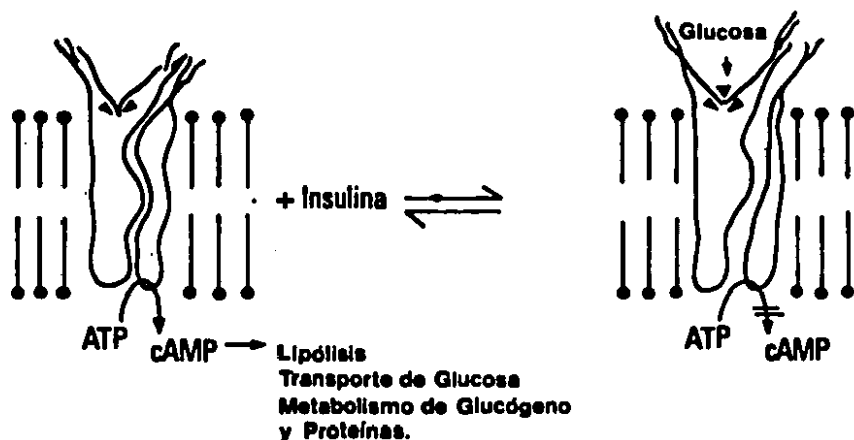 Glucosa
+ Insulina
ATP
cAMP
Lipólisis
Transporte de Glucosa
Metabolismo de Glucógeno
y Proteínas.
ATP
cAMP